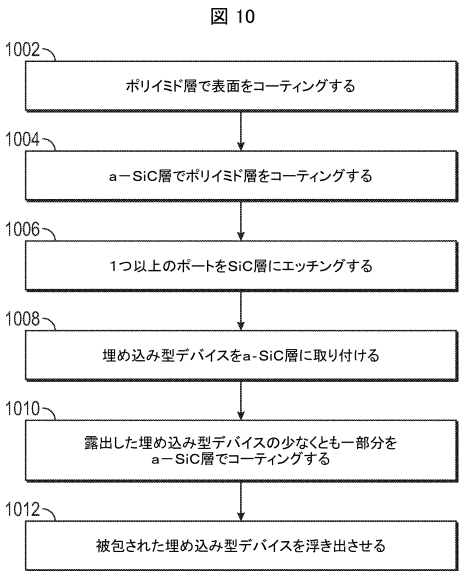 図 10
1002
ポリイミド層で表面をコーティングする
1004
a－SiC層でポリイミド層をコーティングする
1006
１つ以上のポートをSiC層にエッチングする
1008
埋め込み型デバイスをa-SiC層に取り付ける
1010
露出した埋め込み型デバイスの少なくとも一部分を
a－SiC層でコーティングする
1012
被包された埋め込み型デバイスを浮き出させる